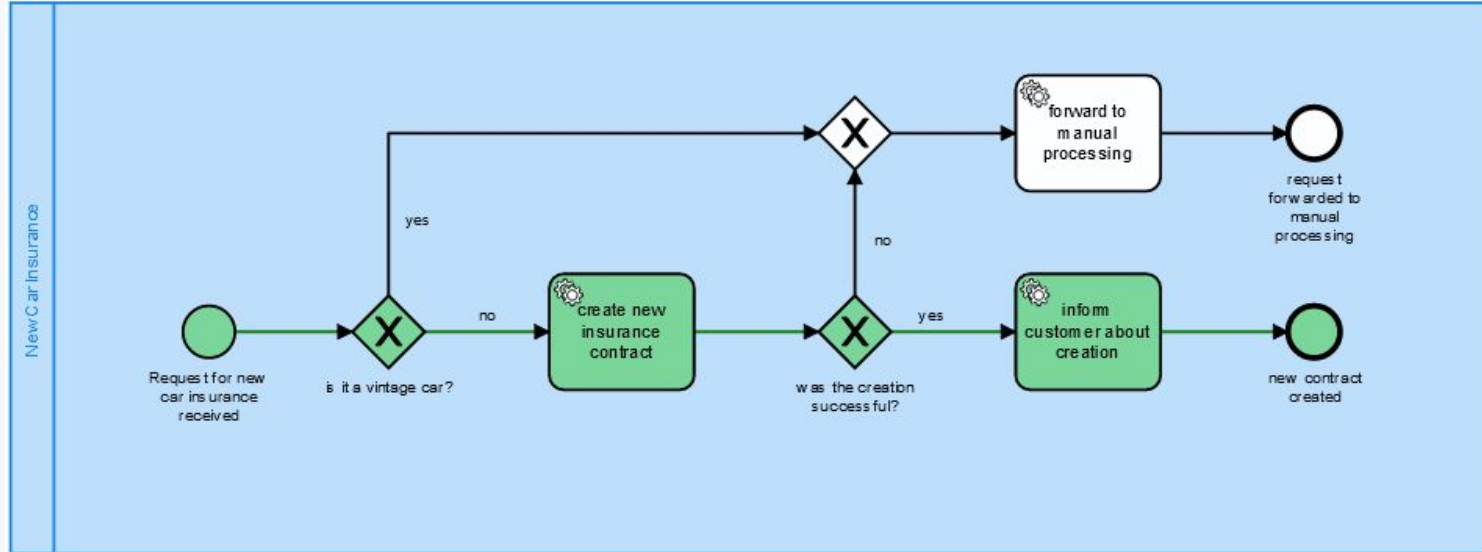 New Car Insurance
forward to
manual
processing
request
forwarded to
manual
processing
yes
no
Request for new
car insurance
received
is it a vintage car?
no
create new
insurance
contract
was the creation
successful?
yes
inform
customer about
creation
new contract
created